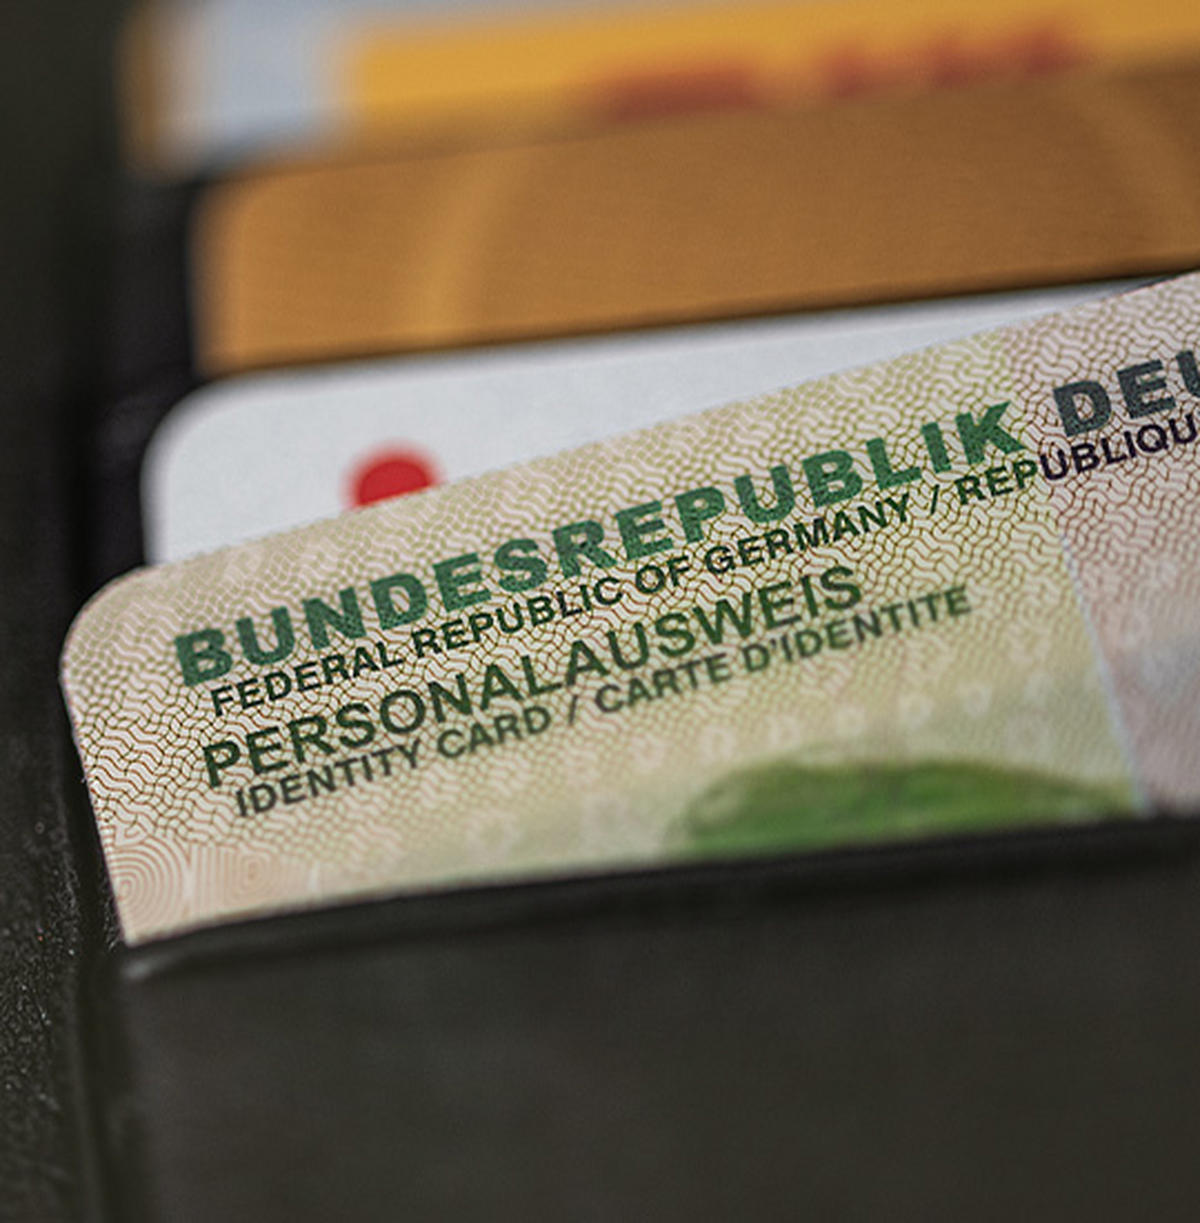 BUNDESREPUBLIK DEU
FEDERAL REPUBLIC OF GERMANY / REPUBLIQU
PERSONALAUSWEIS
IDENTITY CARD / CARTE D'IDENTITE